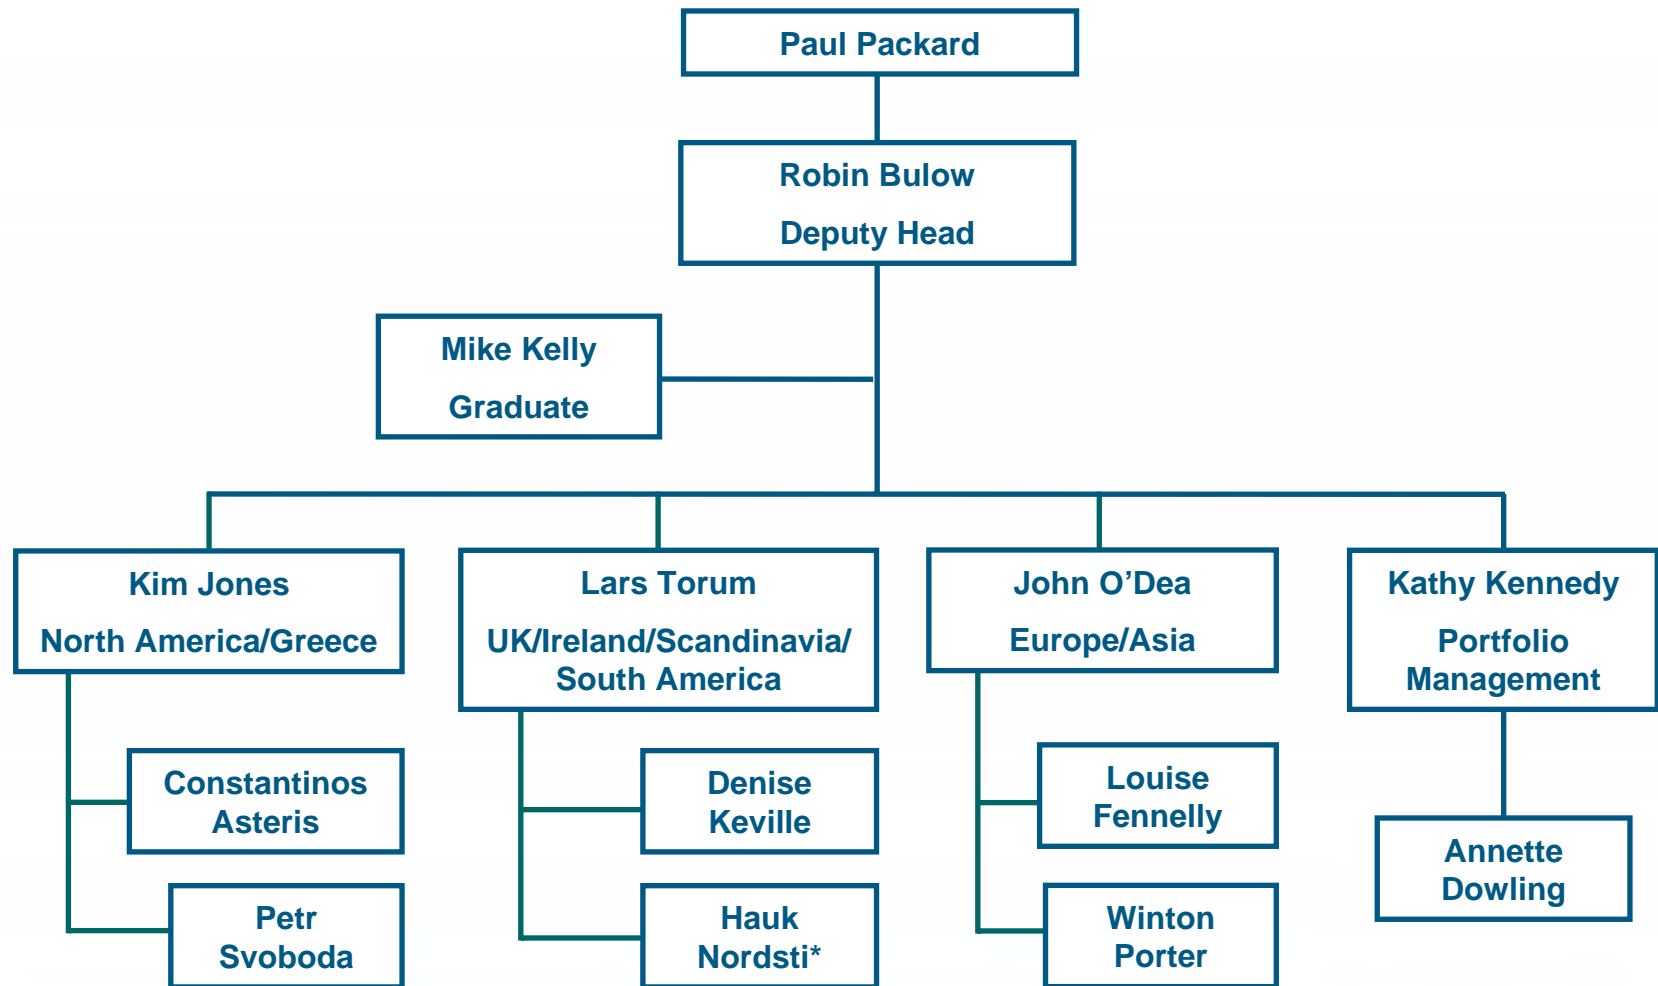 Paul Packard
Robin Bulow
Deputy Head
Mike Kelly
Graduate
Kim Jones
North America/Greece
Lars Torum
UK/Ireland/Scandinavia/
South America
John O’Dea
Europe/Asia
Kathy Kennedy
Portfolio
Management
Constantinos
Asteris
Petr
Svoboda
Denise
Keville
Hauk
Nordsti*
Louise
Fennelly
Winton
Porter
Annette
Dowling